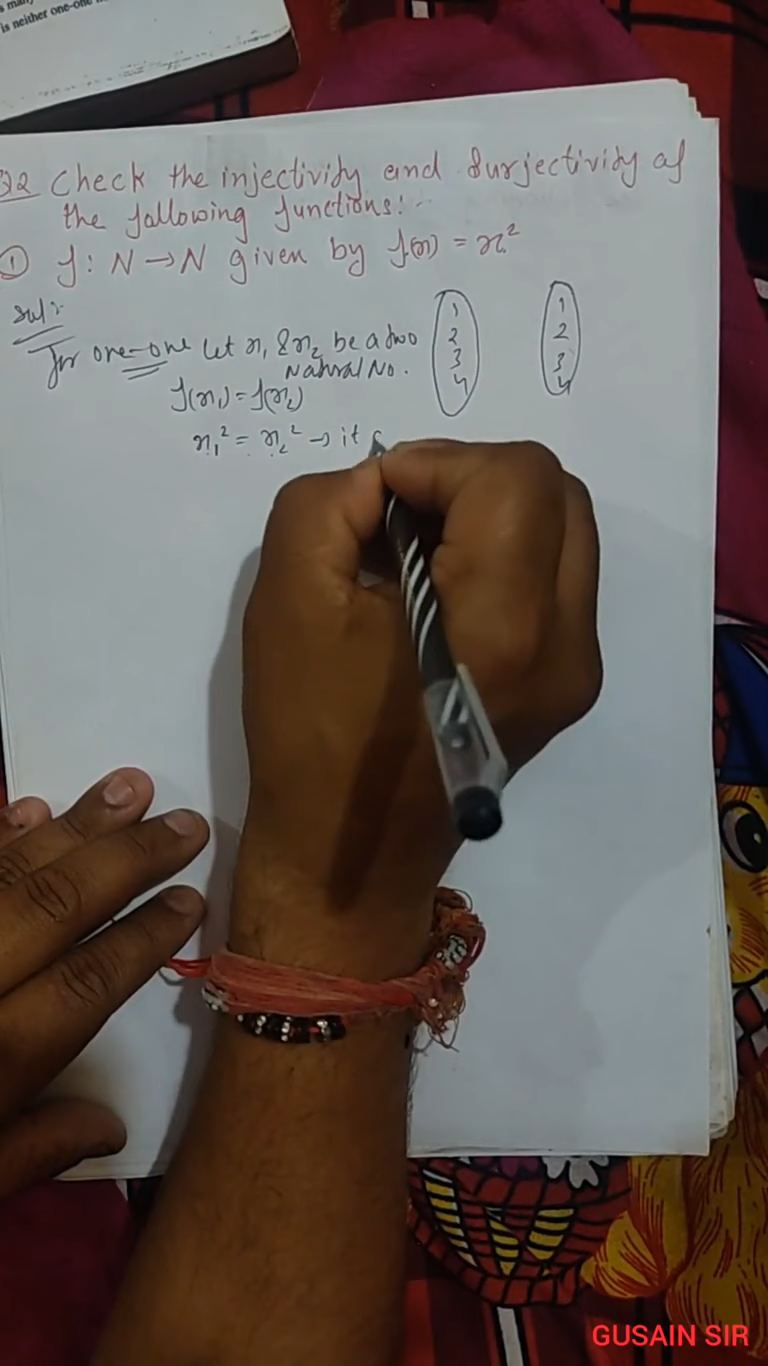 s many
is neither one-one
Q2 Check the injectivity and Surjectivity of
the following functions:-
① f: N → N given by f(x) = x²
Sol:-
For one-one Let x₁ & x₂ be a two
Natural No.
f(x₁) = f(x₂)
x₁² = x₂² → it
1
2
3
4
1
2
3
4
GUSAIN SIR